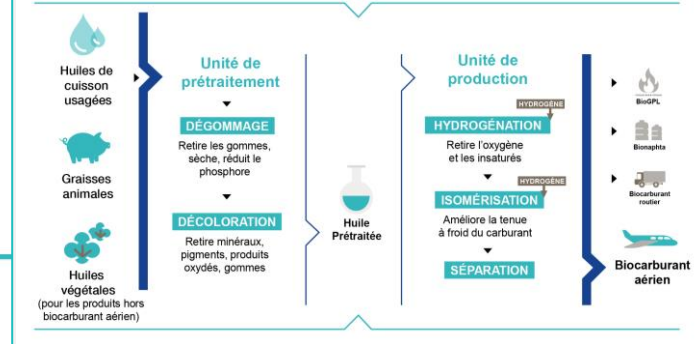 Huiles de
cuisson
usagées
Graisses
animales
Huiles
végétales
(pour les produits hors
biocarburant aérien)
Unité de
prétraitement
DÉGOMMAGE
Retire les gommes,
sèche, réduit le
phosphore
DÉCOLORATION
Retire minéraux,
pigments, produits
oxydés, gommes
Huile
Prétraitée
Unité de
production
HYDROGÈNE
HYDROGÉNATION
Retire l'oxygène
et les insaturés
HYDROGÈNE
ISOMÉRISATION
Améliore la tenue
à froid du carburant
SÉPARATION
BioGPL
Bionaphta
Biocarburant
routier
Biocarburant
aérien